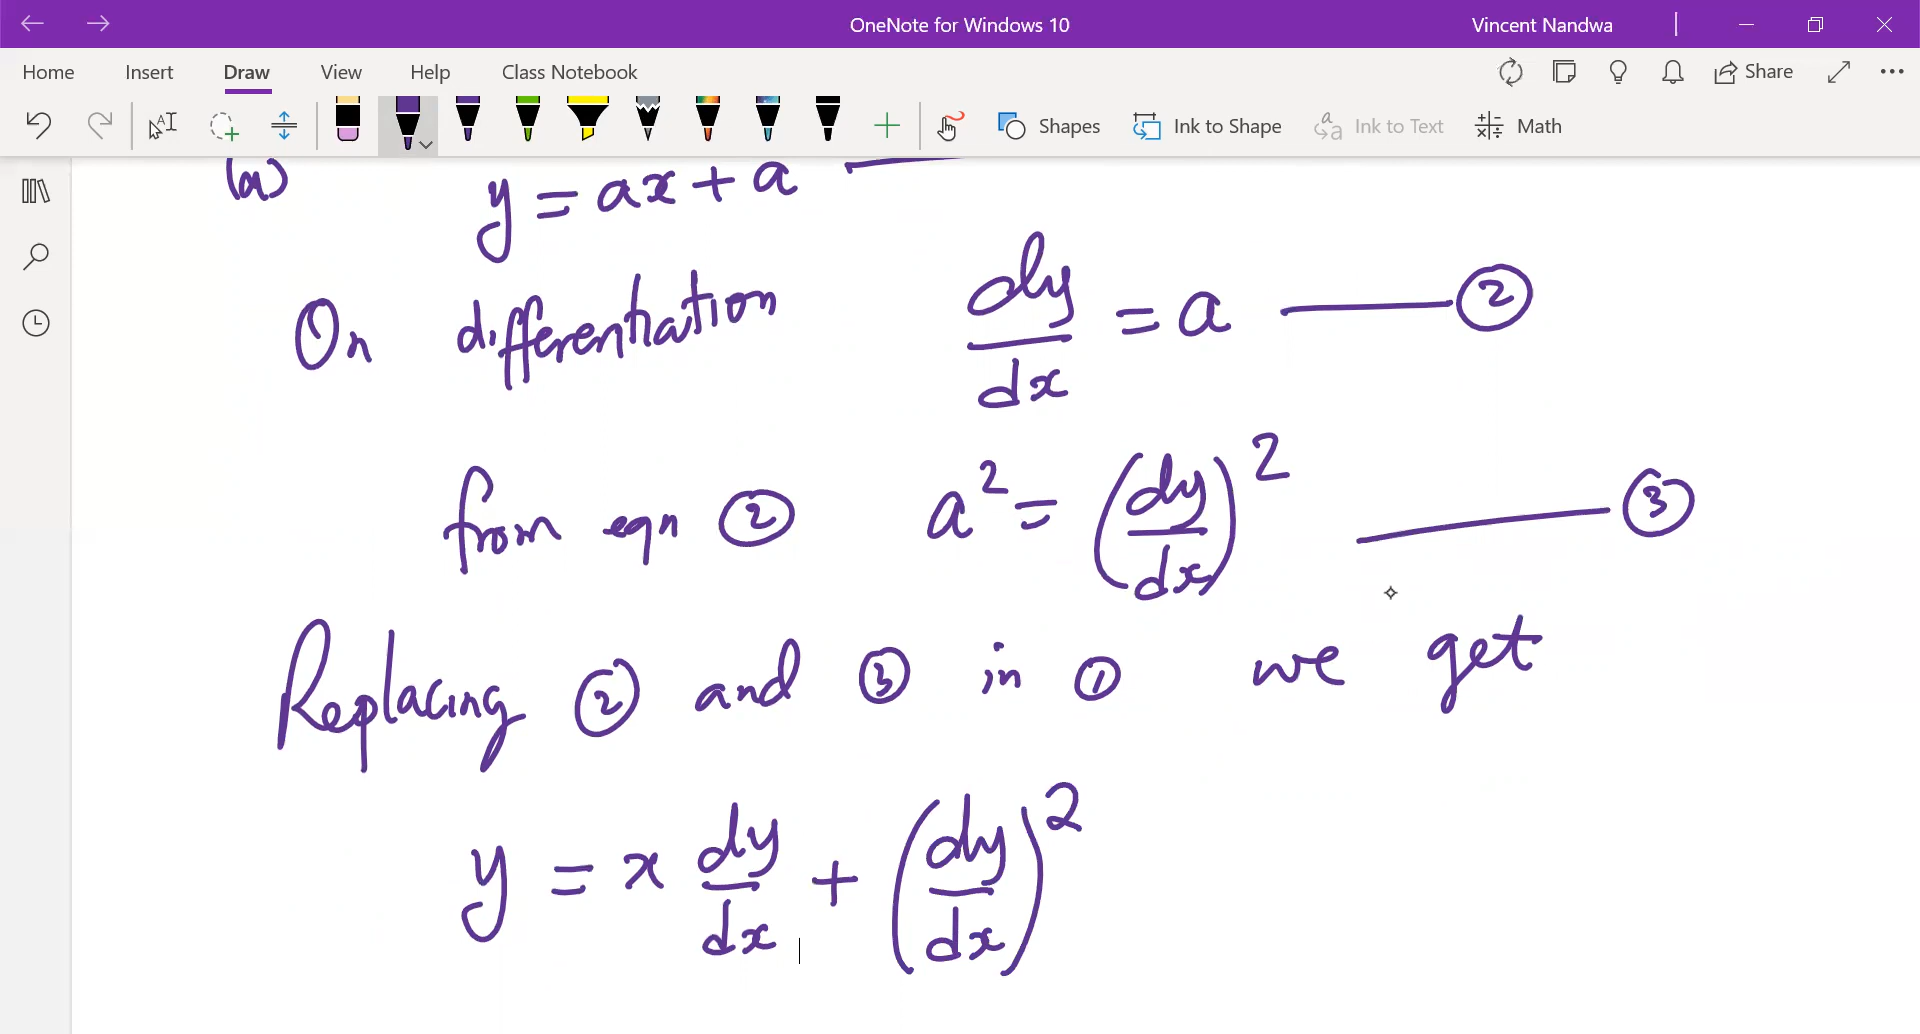 OneNote for Windows 10 Vincent Nandwa
Home Insert Draw View Help Class Notebook Share
Shapes Ink to Shape Ink to Text Math
(a) y = ax + a
On differentiation dy/dx = a ——— ②
from eqn ② a² = (dy/dx)² ——— ③
Replacing ② and ③ in ① we get
y = x dy/dx + (dy/dx)²